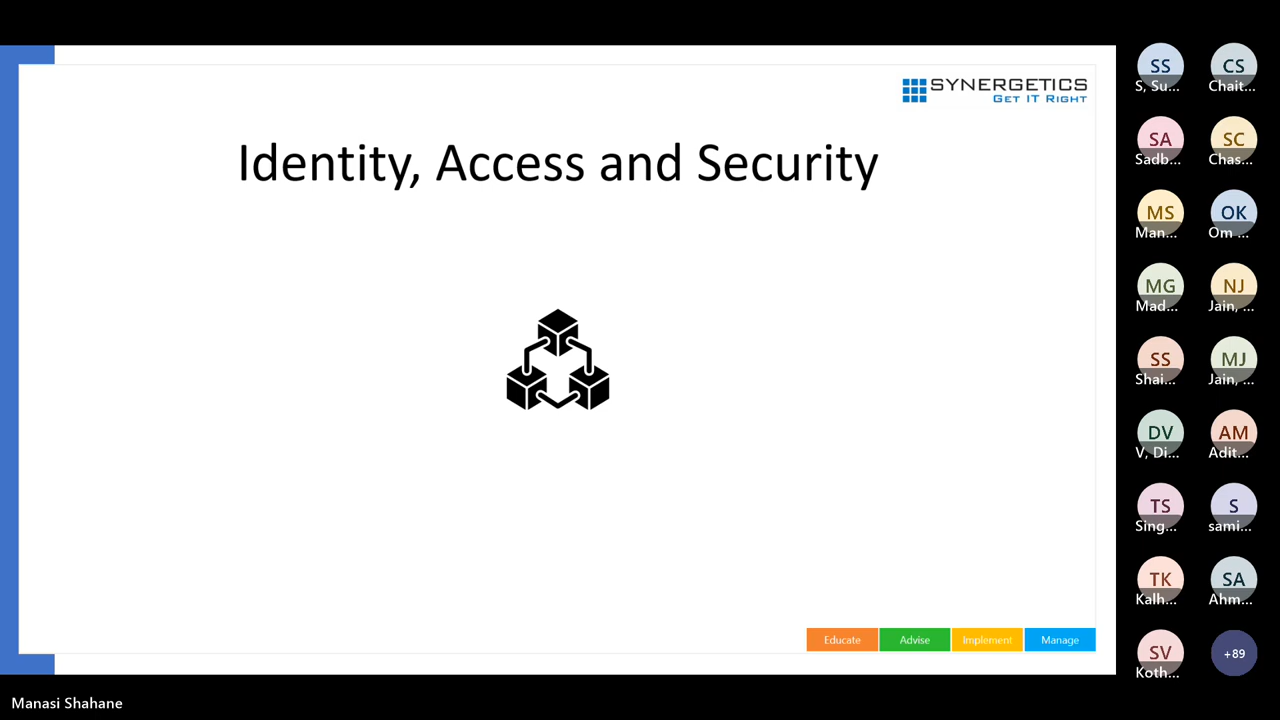 SYNERGETICS
GET IT RIGHT
Identity, Access and Security
Educate Advise Implement Manage
SS CS
S, Su... Chait...
SA SC
Sadb... Chas...
MS OK
Man... Om ...
MG NJ
Mad... Jain, ...
SS MJ
Shai... Jain, ...
DV AM
V, Di... Adit...
TS S
Sing... sami...
TK SA
Kalh... Ahm...
SV +89
Koth...
Manasi Shahane